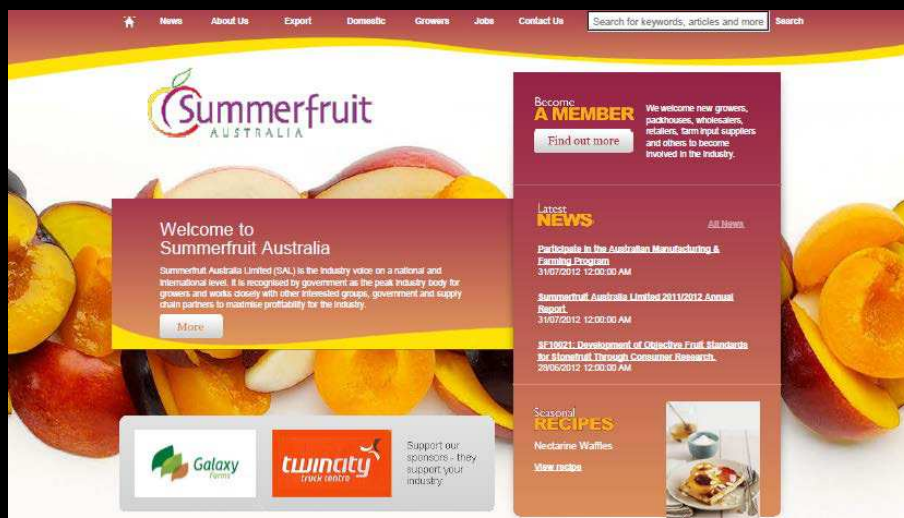 News About Us Export Domestic Growers Jobs Contact Us Search for keywords, articles and more Search
Summerfruit
AUSTRALIA
Welcome to
Summerfruit Australia
Summerfruit Australia Limited (SAL) is the industry voice on a national and
international level. It is recognised by government as the peak industry body for
growers and works closely with other interested groups, government and supply
chain partners to maximise profitability for the industry.
More
Become
A MEMBER
Find out more
We welcome new growers,
packhouses, wholesalers,
retailers, farm input suppliers
and others to become
involved in the industry.
Latest
NEWS
All News
Participate in the Australian Manufacturing &
Farming Program
31/07/2012 12:00:00 AM
Summerfruit Australia Limited 2011/2012 Annual
Report
31/07/2012 12:00:00 AM
SF10021: Development of Objective Fruit Standards
for Stonefruit Through Consumer Research.
28/06/2012 12:00:00 AM
Seasonal
RECIPES
Nectarine Waffles
View recipe
Galaxy
Farms
twincity
truck centre
Support our
sponsors - they
support your
industry